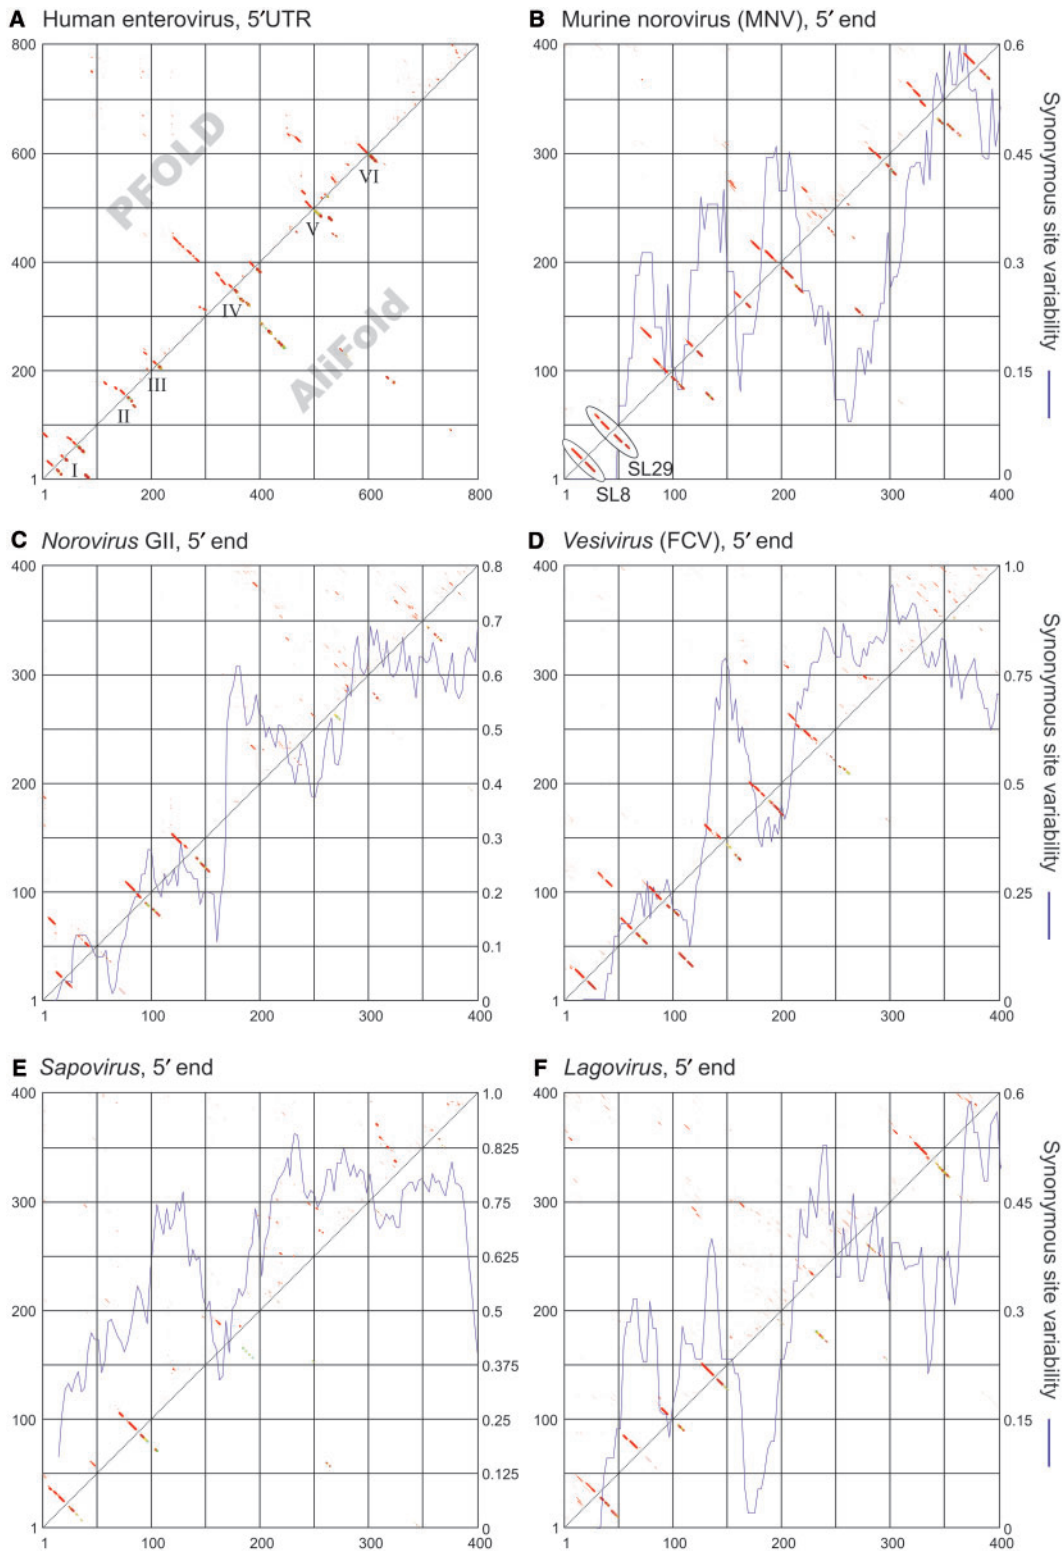 A Human enterovirus, 5′UTR
800
600
400
200
1
1 200 400 600 800
PFOLD
AliFold
I
II
III
IV
V
VI
B Murine norovirus (MNV), 5′ end
400
300
200
100
1
1 100 200 300 400
0.6
0.45
0.3
0.15
0
Synonymous site variability
SL29
SL8
C Norovirus GII, 5′ end
400
300
200
100
1
1 100 200 300 400
0.8
0.7
0.6
0.5
0.4
0.3
0.2
0.1
0
D Vesivirus (FCV), 5′ end
400
300
200
100
1
1 100 200 300 400
1.0
0.75
0.5
0.25
0
Synonymous site variability
E Sapovirus, 5′ end
400
300
200
100
1
1 100 200 300 400
1.0
0.825
0.75
0.625
0.5
0.375
0.25
0.125
0
F Lagovirus, 5′ end
400
300
200
100
1
1 100 200 300 400
0.6
0.45
0.3
0.15
0
Synonymous site variability